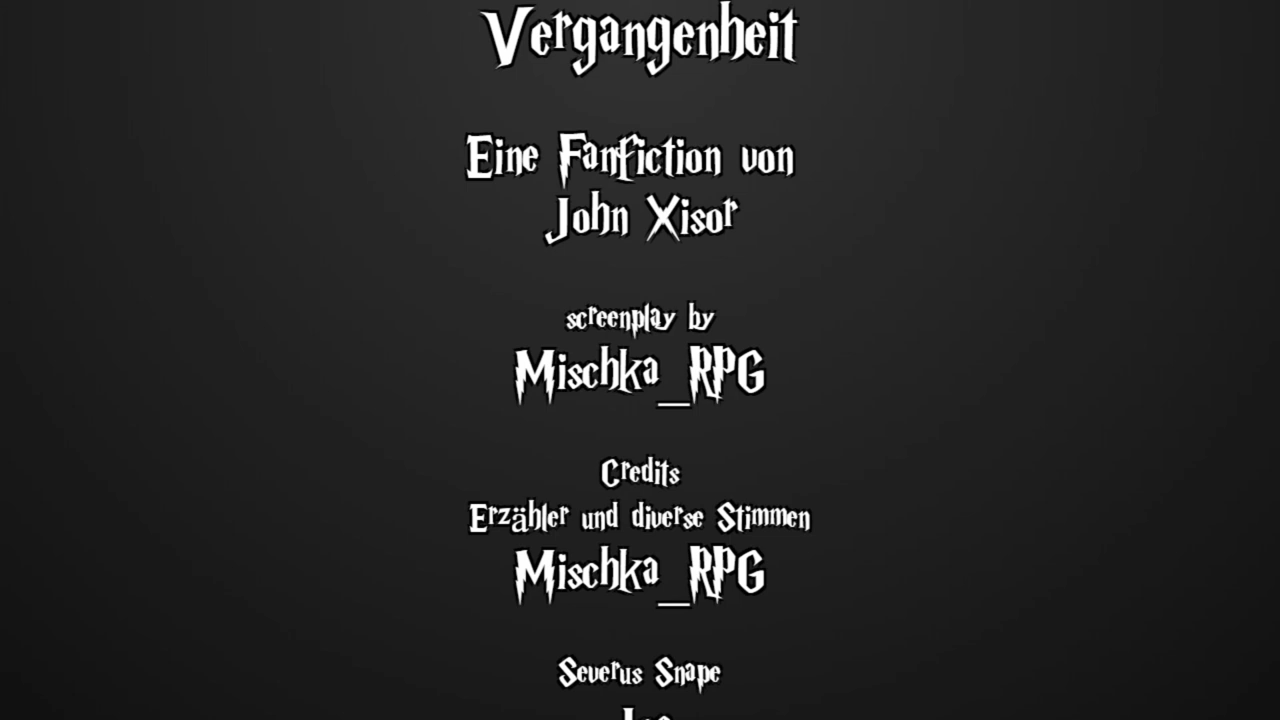 Vergangenheit
Eine Fanfiction von
John Xisor
screenplay by
Mischka_RPG
Credits
Erzähler und diverse Stimmen
Mischka_RPG
Severus Snape